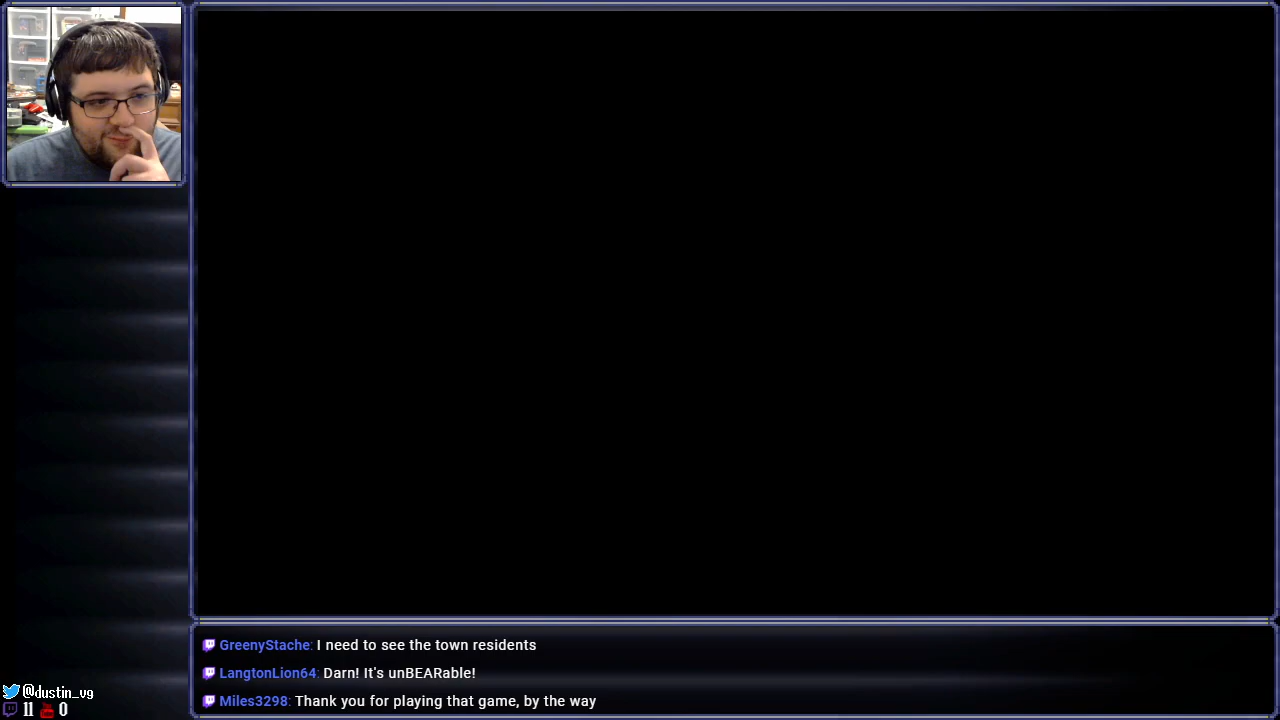 GreenyStache: I need to see the town residents
LangtonLion64: Darn! It's unBEARable!
Miles3298: Thank you for playing that game, by the way
@dustin_vg
11 0